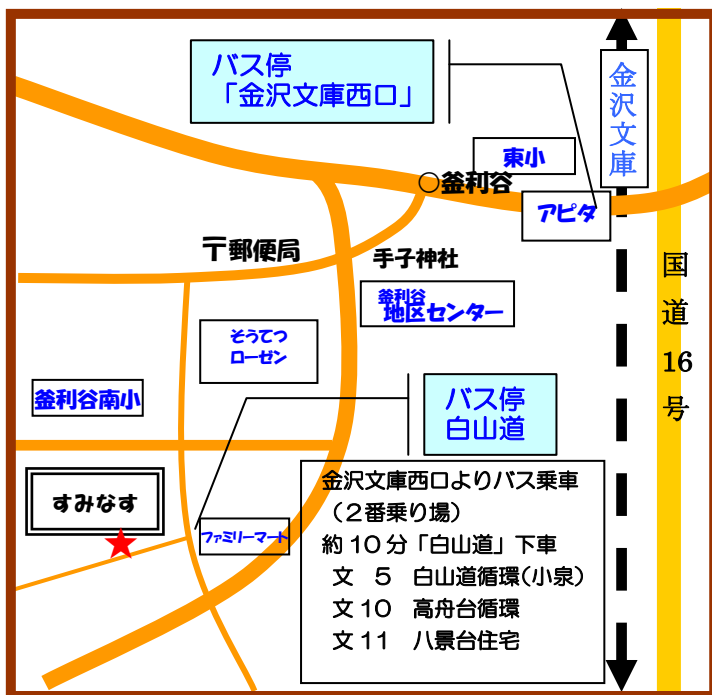 バス停
「金沢文庫西口」
金沢文庫
東小
○釜利谷
アピタ
〒郵便局
手子神社
国道16号
釜利谷
地区センター
そうてつ
ローゼン
釜利谷南小
バス停
白山道
すみなす
ファミリーマート
金沢文庫西口よりバス乗車
（２番乗り場）
約10分「白山道」下車
文　5　白山道循環(小泉)
文10　高舟台循環
文11　八景台住宅